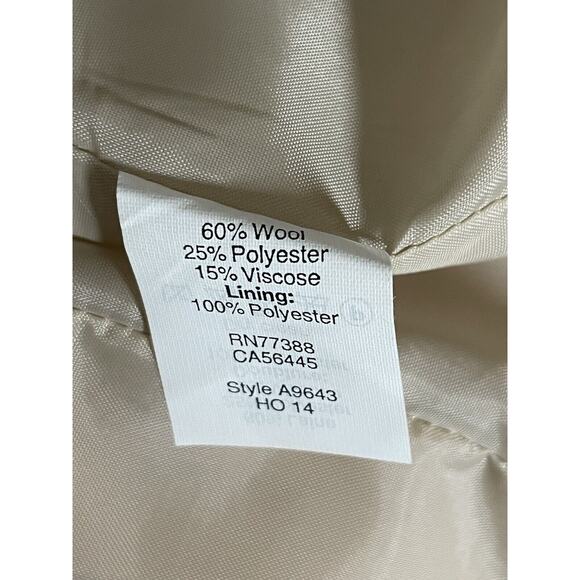 60% Wool
25% Polyester
15% Viscose
Lining:
100% Polyester
RN77388
CA56445
Style A9643
HO 14